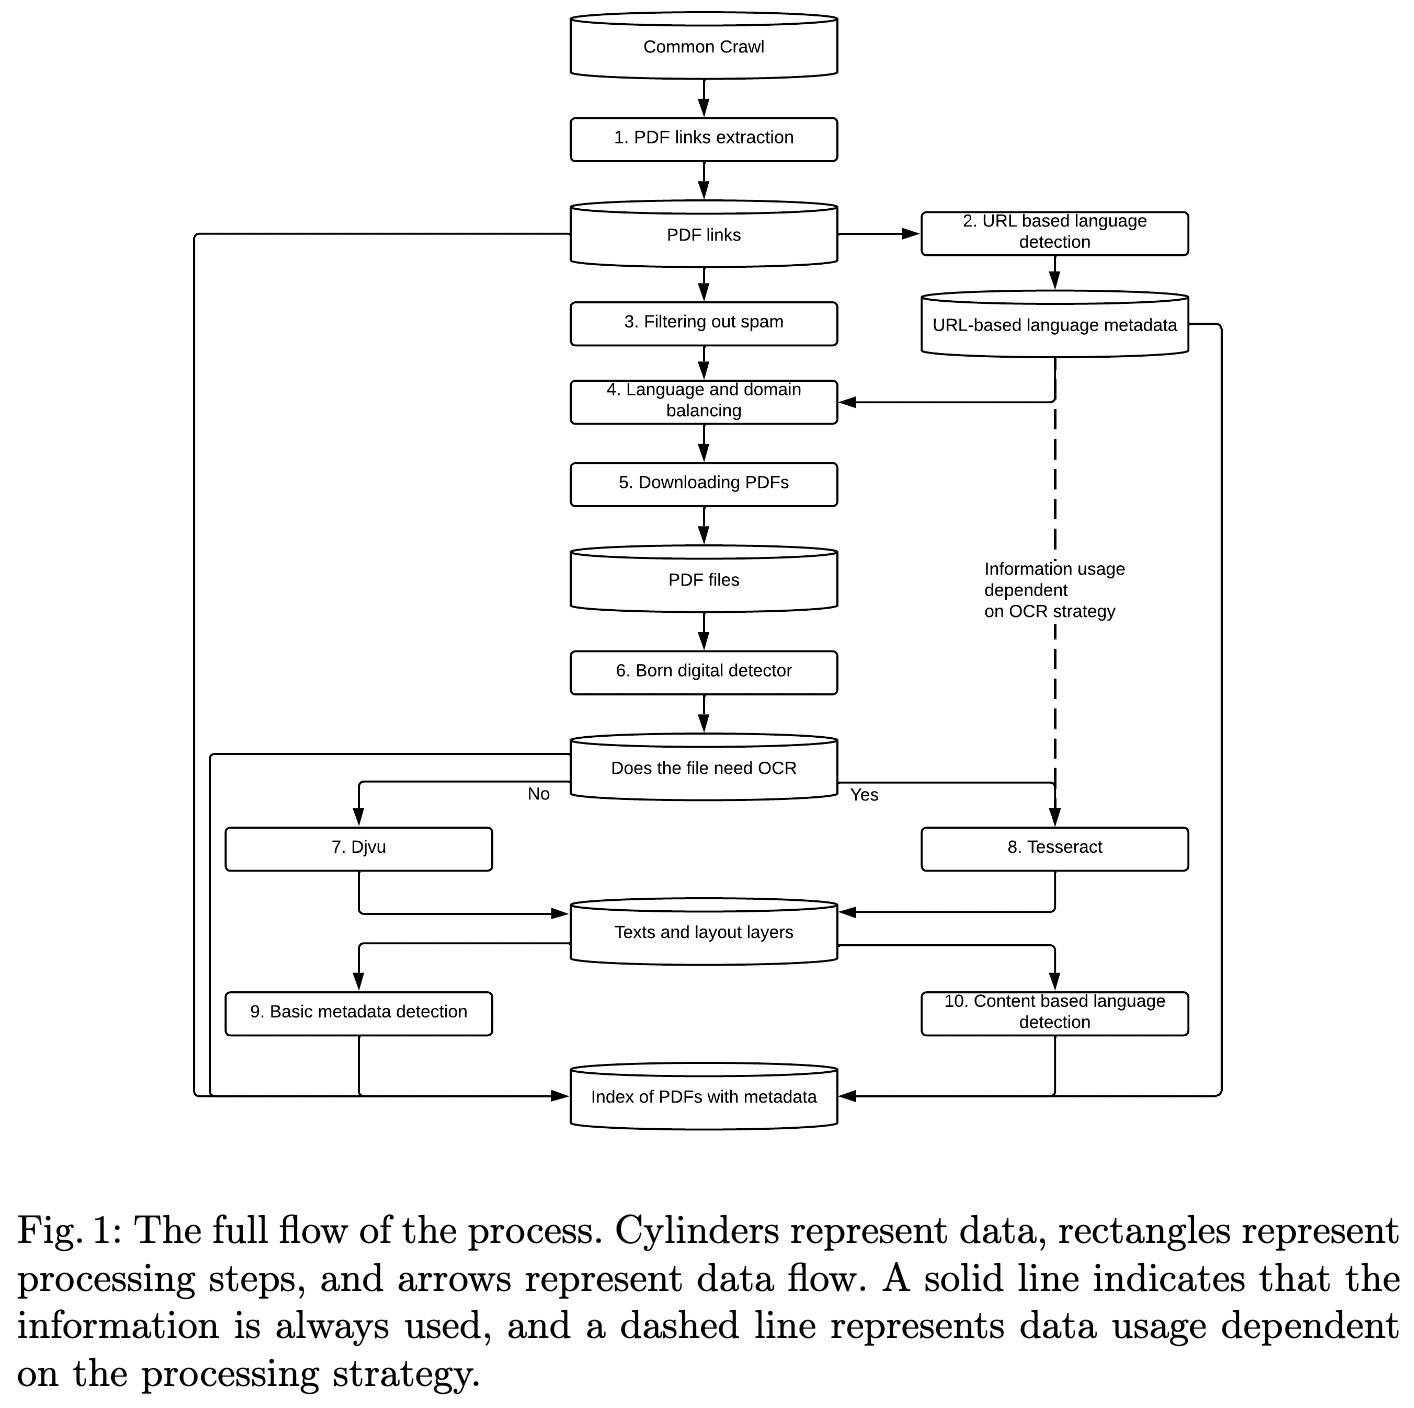 Common Crawl
1. PDF links extraction
PDF links
2. URL based language
detection
3. Filtering out spam
URL-based language metadata
4. Language and domain
balancing
5. Downloading PDFs
PDF files
Information usage
dependent
on OCR strategy
6. Born digital detector
Does the file need OCR
No
Yes
7. Djvu
8. Tesseract
Texts and layout layers
9. Basic metadata detection
10. Content based language
detection
Index of PDFs with metadata
Fig. 1: The full flow of the process. Cylinders represent data, rectangles represent
processing steps, and arrows represent data flow. A solid line indicates that the
information is always used, and a dashed line represents data usage dependent
on the processing strategy.